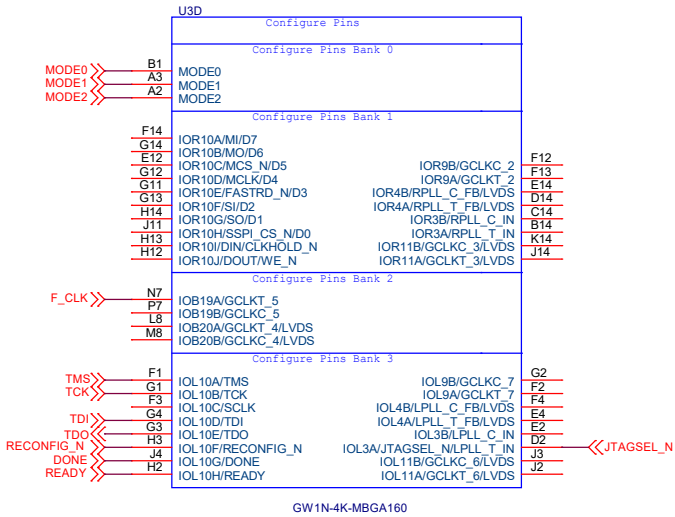 U3D
Configure Pins
Configure Pins Bank 0
MODE0 B1 MODE0
MODE1 A3 MODE1
MODE2 A2 MODE2
Configure Pins Bank 1
F14 IOR10A/MI/D7
G14 IOR10B/MO/D6
E12 IOR10C/MCS_N/D5 IOR9B/GCLKC_2 F12
G12 IOR10D/MCLK/D4 IOR9A/GCLKT_2 F13
G11 IOR10E/FASTRD_N/D3 IOR4B/RPLL_C_FB/LVDS E14
G13 IOR10F/SI/D2 IOR4A/RPLL_T_FB/LVDS D14
H14 IOR10G/SO/D1 IOR3B/RPLL_C_IN C14
J11 IOR10H/SSPI_CS_N/D0 IOR3A/RPLL_T_IN B14
H13 IOR10I/DIN/CLKHOLD_N IOR11B/GCLKC_3/LVDS K14
H12 IOR10J/DOUT/WE_N IOR11A/GCLKT_3/LVDS J14
Configure Pins Bank 2
F_CLK N7 IOB19A/GCLKT_5
P7 IOB19B/GCLKC_5
L8 IOB20A/GCLKT_4/LVDS
M8 IOB20B/GCLKC_4/LVDS
Configure Pins Bank 3
TMS F1 IOL10A/TMS IOL9B/GCLKC_7 G2
TCK G1 IOL10B/TCK IOL9A/GCLKT_7 F2
F3 IOL10C/SCLK IOL4B/LPLL_C_FB/LVDS F4
TDI G4 IOL10D/TDI IOL4A/LPLL_T_FB/LVDS E4
TDO G3 IOL10E/TDO IOL3B/LPLL_C_IN E2
RECONFIG_N H3 IOL10F/RECONFIG_N IOL3A/JTAGSEL_N/LPLL_T_IN D2 JTAGSEL_N
DONE J4 IOL10G/DONE IOL11B/GCLKC_6/LVDS J3
READY H2 IOL10H/READY IOL11A/GCLKT_6/LVDS J2
GW1N-4K-MBGA160